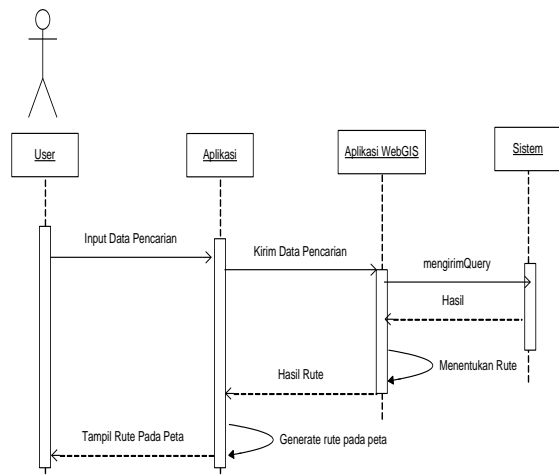 User
Aplikasi
Aplikasi WebGIS
Sistem
Input Data Pencarian
Kirim Data Pencarian
mengirimQuery
Hasil
Menentukan Rute
Hasil Rute
Generate rute pada peta
Tampil Rute Pada Peta